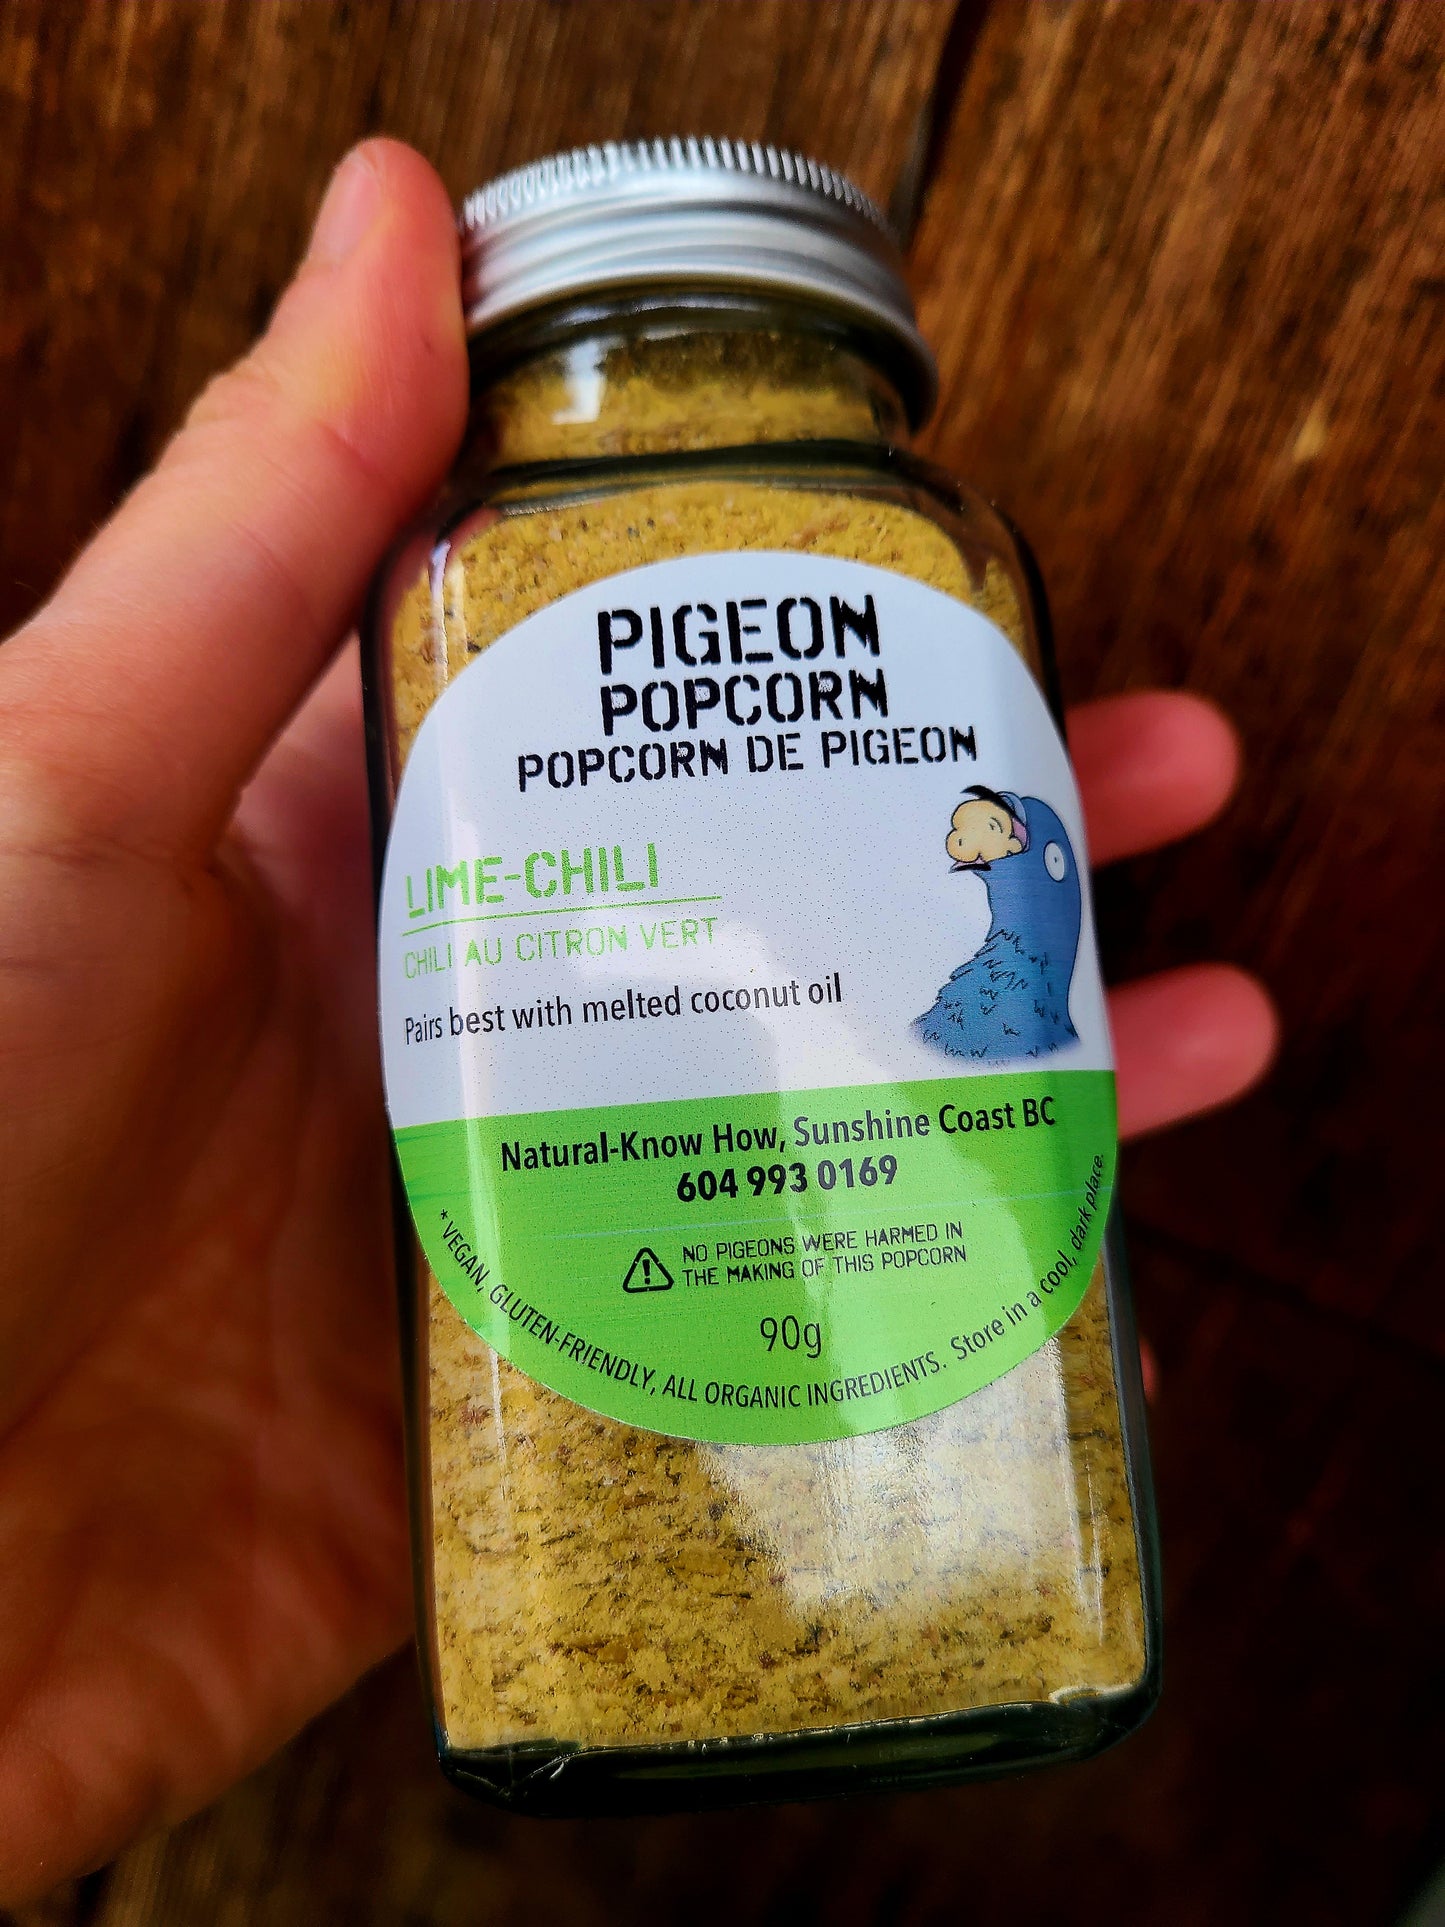 PIGEON
POPCORN
POPCORN DE PIGEON
LIME-CHILI
CHILI AU CITRON VERT
Pairs best with melted coconut oil
Natural-Know How, Sunshine Coast BC
604 993 0169
NO PIGEONS WERE HARMED IN
THE MAKING OF THIS POPCORN
90g
* VEGAN, GLUTEN-FRIENDLY, ALL ORGANIC INGREDIENTS. Store in a cool, dark place.